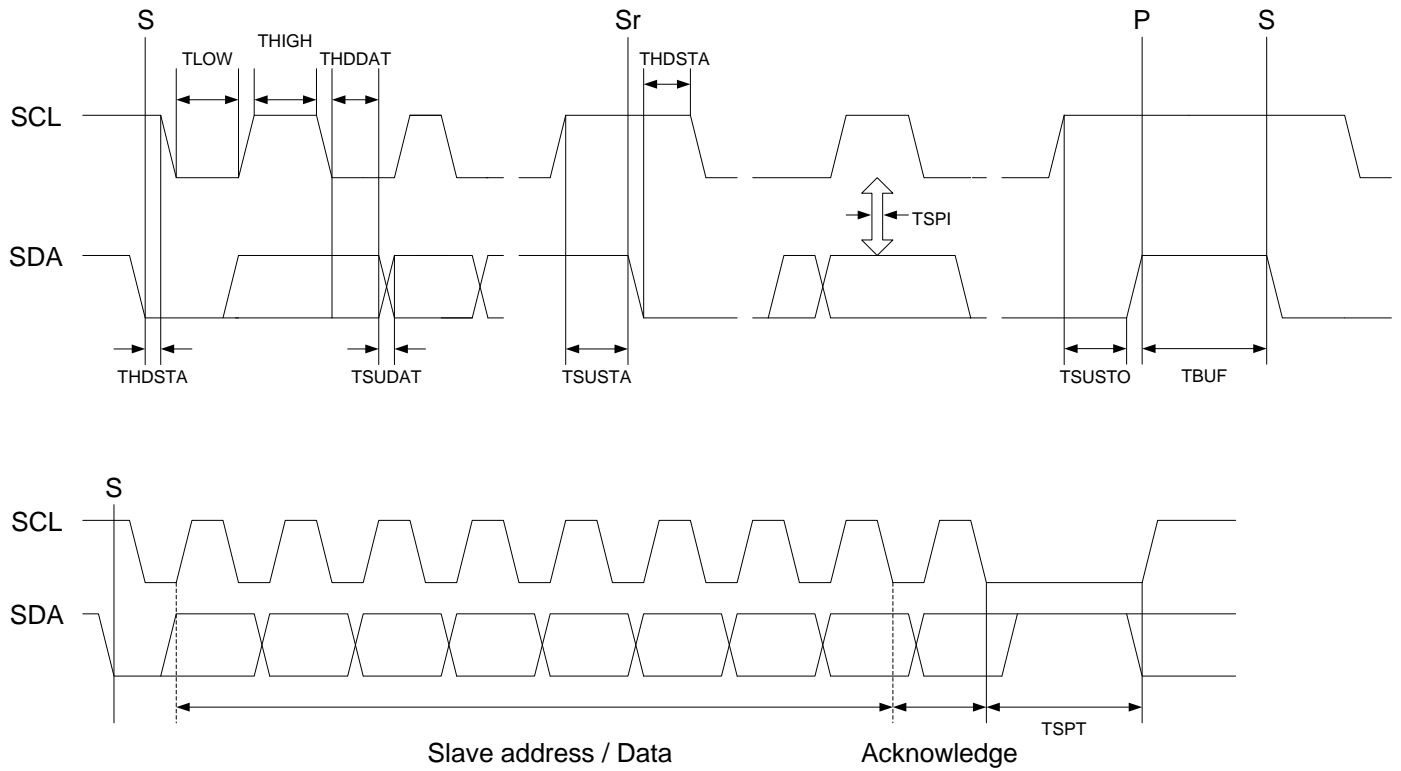 S Sr P S
THIGH
TLOW THDDAT THDSTA
SCL
TSPI
SDA
THDSTA TSUDAT TSUSTA TSUSTO TBUF
S
SCL
SDA
TSPT
Slave address / Data Acknowledge